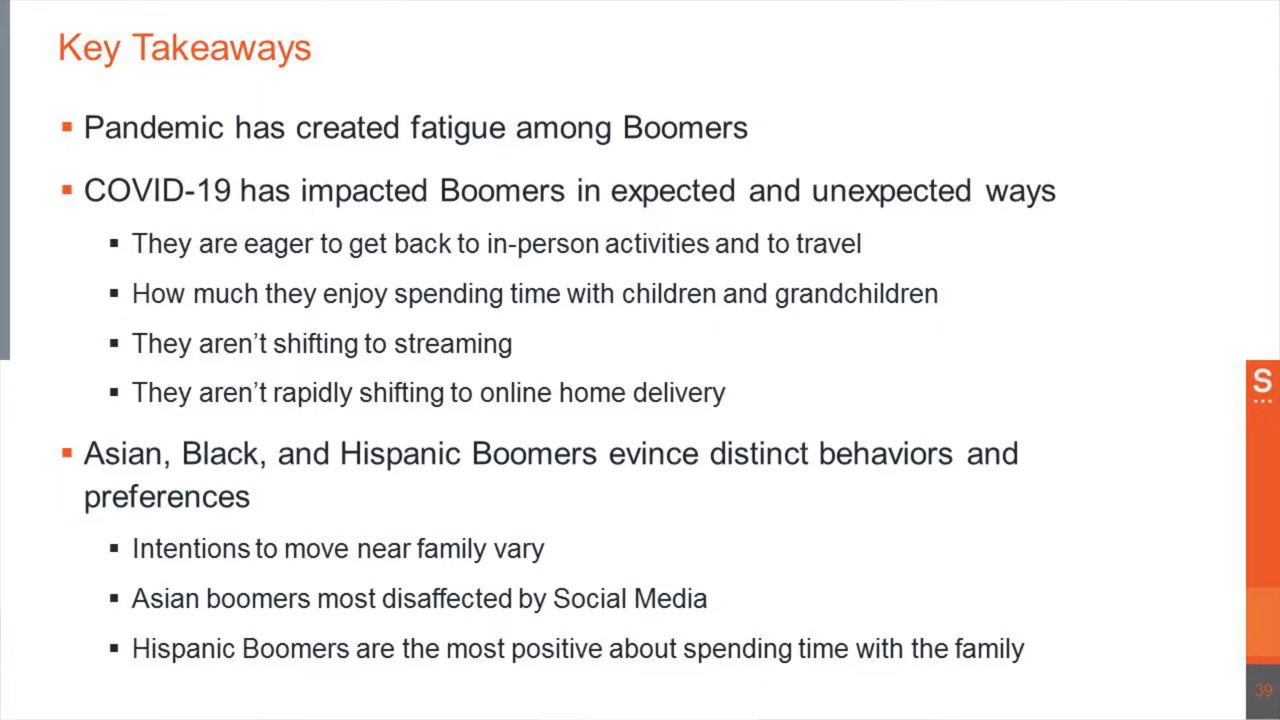 Key Takeaways
▪ Pandemic has created fatigue among Boomers
▪ COVID-19 has impacted Boomers in expected and unexpected ways
▪ They are eager to get back to in-person activities and to travel
▪ How much they enjoy spending time with children and grandchildren
▪ They aren’t shifting to streaming
▪ They aren’t rapidly shifting to online home delivery
▪ Asian, Black, and Hispanic Boomers evince distinct behaviors and
preferences
▪ Intentions to move near family vary
▪ Asian boomers most disaffected by Social Media
▪ Hispanic Boomers are the most positive about spending time with the family
S
39